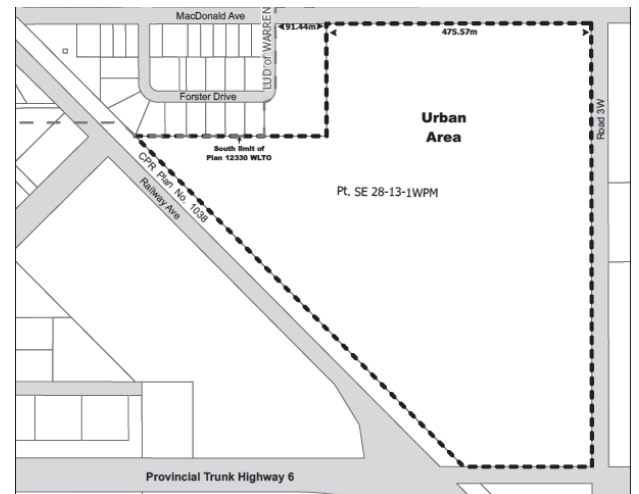 MacDonald Ave
91.44m
475.57m
LUD of WARREN
Forster Drive
Urban
Area
Road 3W
South limit of
Plan 12330 WLTO
CPR Plan No. 1038
Railway Ave
Pt. SE 28-13-1WPM
Provincial Trunk Highway 6